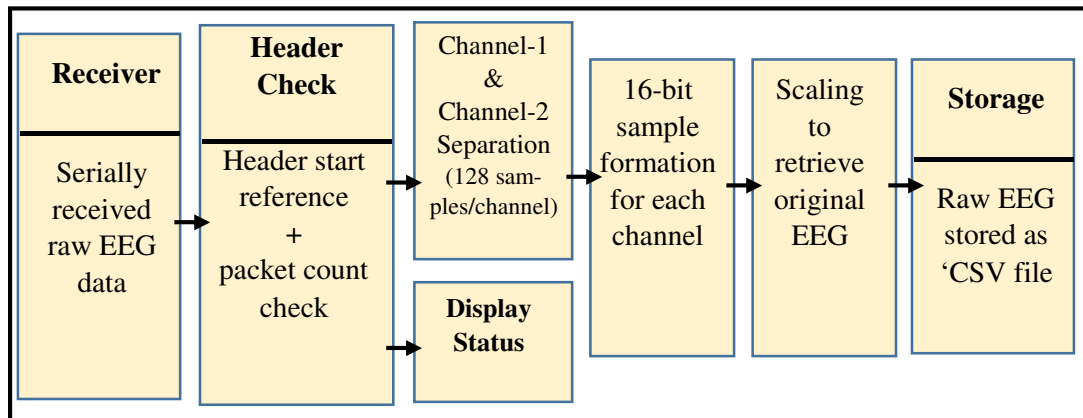 Receiver
Serially
received
raw EEG
data
Header
Check
Header start
reference
+
packet count
check
Channel-1
&
Channel-2
Separation
(128 sam-
ples/channel)
Display
Status
16-bit
sample
formation
for each
channel
Scaling
to
retrieve
original
EEG
Storage
Raw EEG
stored as
‘CSV file